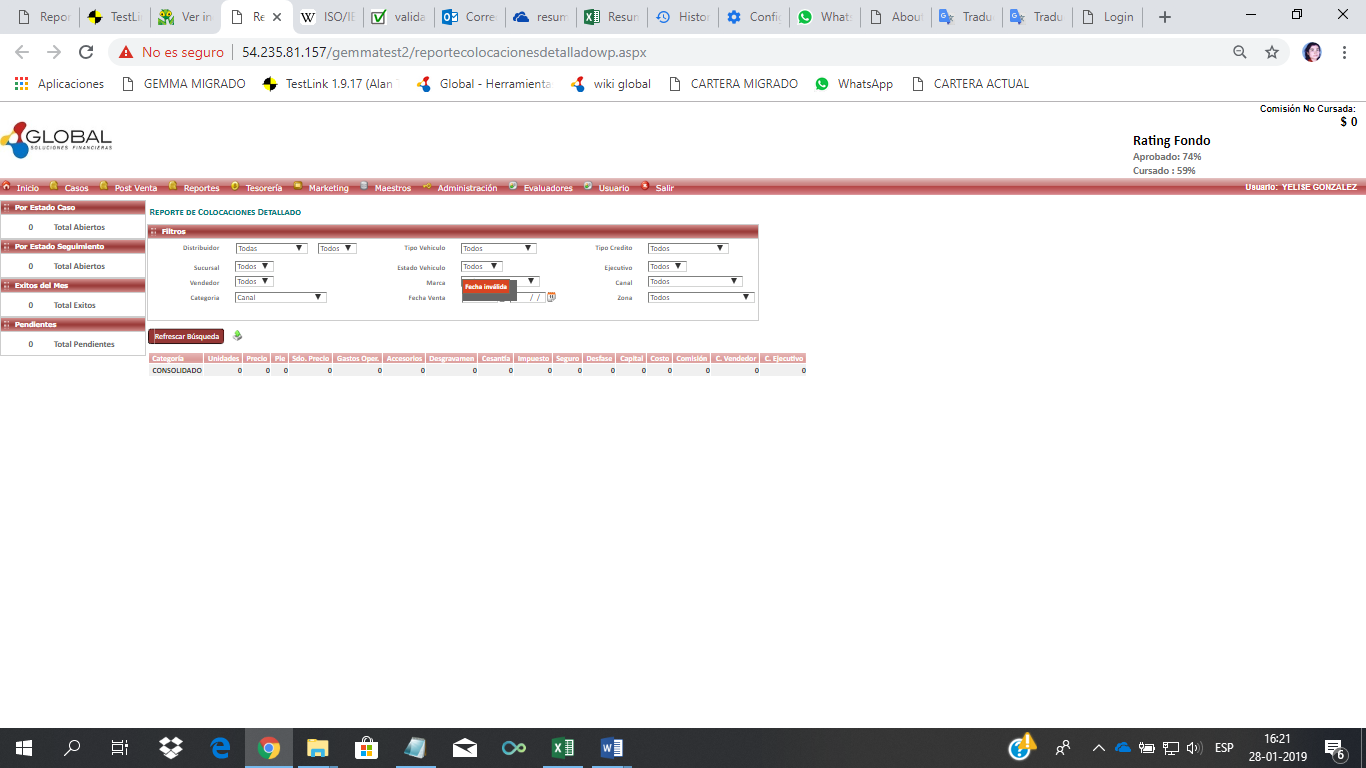 Repor
TestLi
Ver in
Re
ISO/IE
valida
Corre
resum
Resun
Histor
Config
What
About
Tradu
Tradu
Login
No es seguro
54.235.81.157/gemmatest2/reportecolocacionesdetalladowp.aspx
Aplicaciones
GEMMA MIGRADO
TestLink 1.9.17 (Alan
Global - Herramienta
wiki global
CARTERA MIGRADO
WhatsApp
CARTERA ACTUAL
Comisión No Cursada:
$ 0
GLOBAL
SOLUCIONES FINANCIERAS
Rating Fondo
Aprobado: 74%
Cursado : 59%
Inicio Casos Post Venta Reportes Tesorería Marketing Maestros Administración Evaluadores Usuario Salir
Usuario: YELISE GONZALEZ
Por Estado Caso
0 Total Abiertos
Por Estado Seguimiento
0 Total Abiertos
Exitos del Mes
0 Total Exitos
Pendientes
0 Total Pendientes
REPORTE DE COLOCACIONES DETALLADO
Filtros
Distribuidor Todas Todos Tipo Vehículo Todos Tipo Credito Todos
Sucursal Todos Estado Vehículo Todos Ejecutivo Todos
Vendedor Todos Marca Canal Todos
Fecha inválida
Categoría Canal Fecha Venta / / Zona Todos
Refrescar Búsqueda
Categoría Unidades Precio Pie Sdo. Precio Gastos Oper. Accesorios Desgravamen Cesantía Impuesto Seguro Desfase Capital Costo Comisión C. Vendedor C. Ejecutivo
CONSOLIDADO 0 0 0 0 0 0 0 0 0 0 0 0 0 0 0 0
ESP
16:21
28-01-2019
6